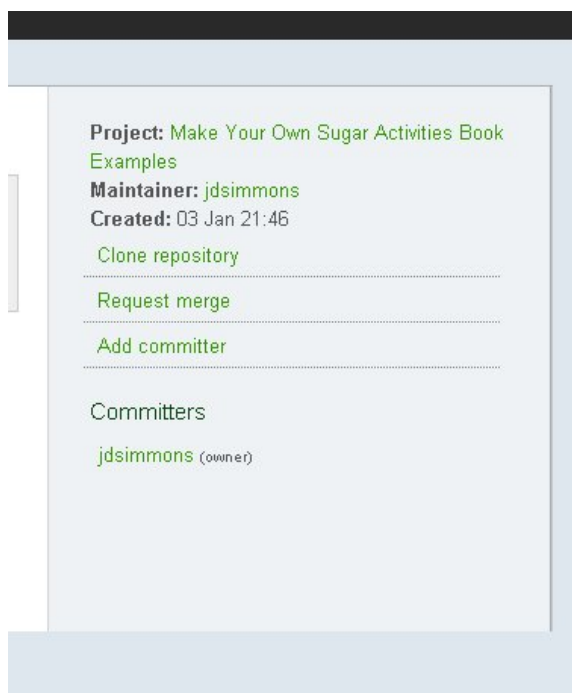 Project: Make Your Own Sugar Activities Book
Examples
Maintainer: jdsimmons
Created: 03 Jan 21:46
Clone repository
Request merge
Add committer
Committers
jdsimmons (owner)